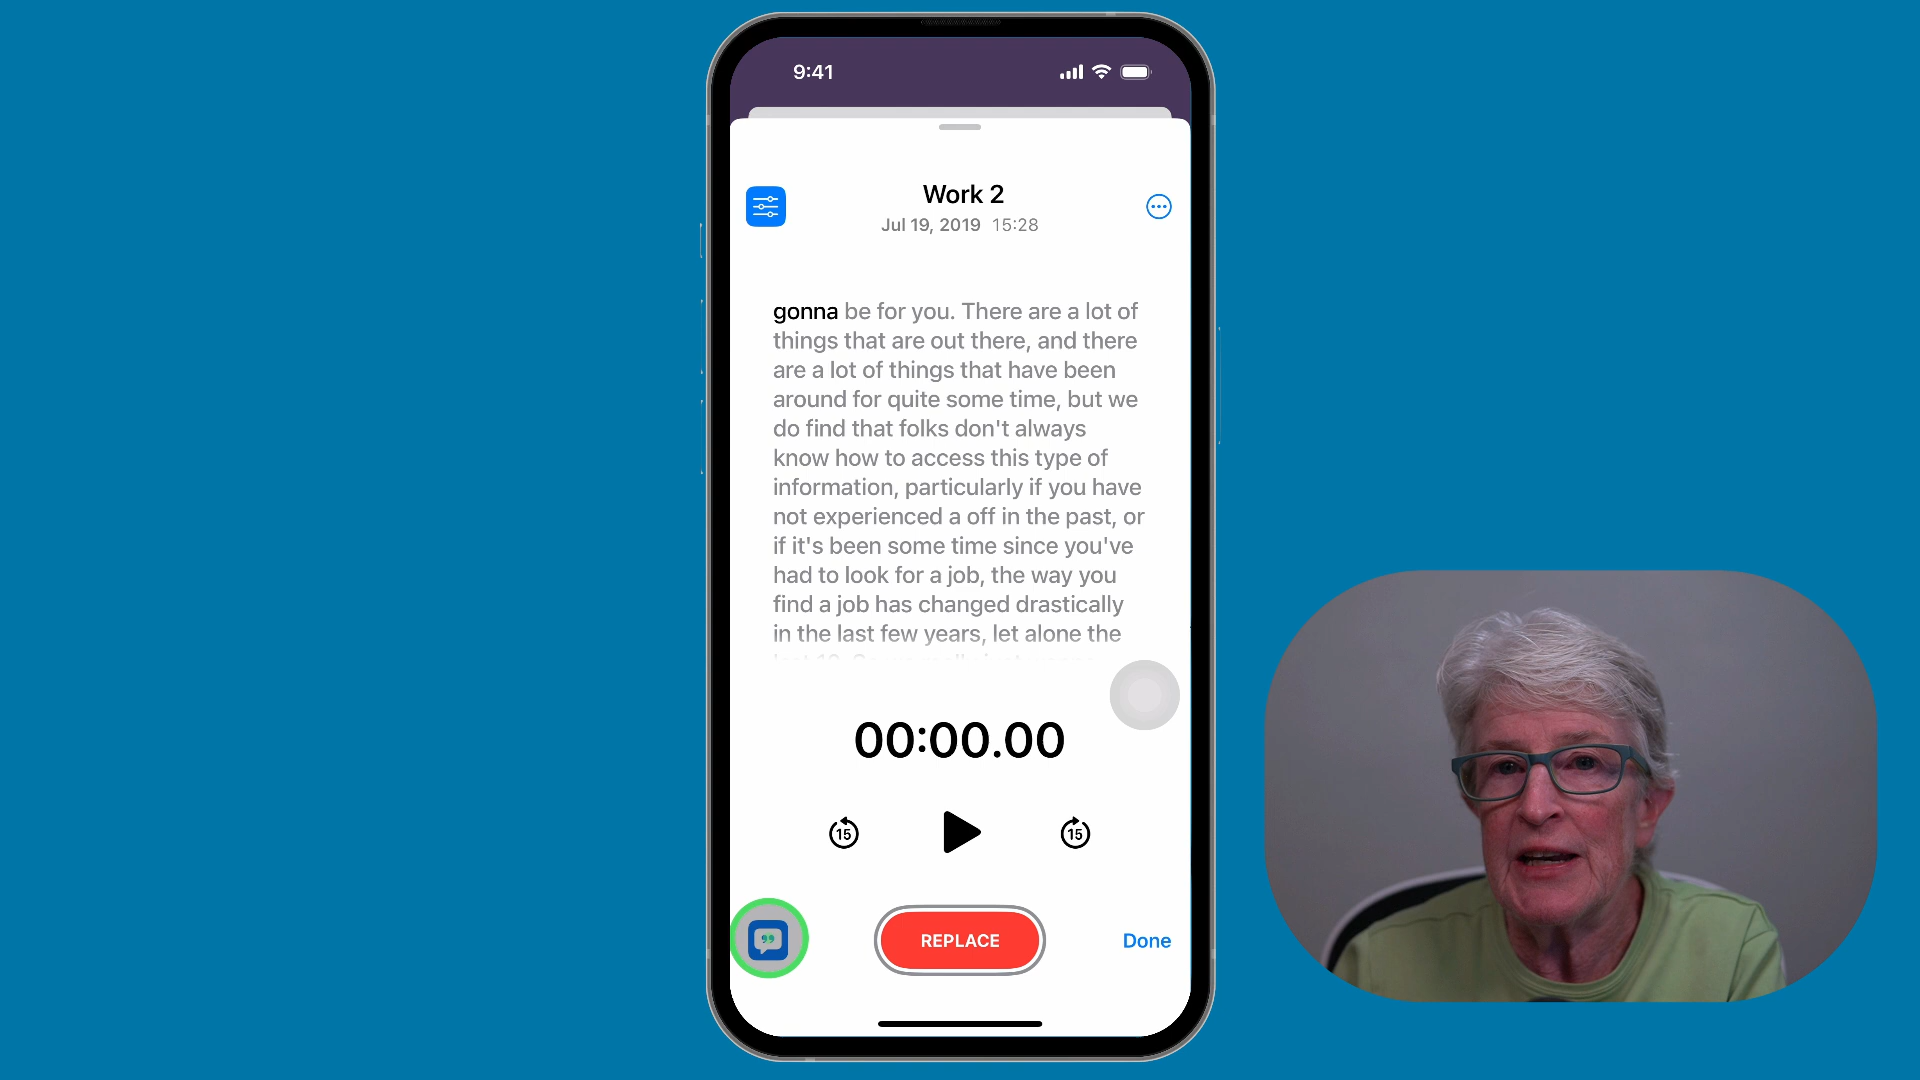 9:41
Work 2
Jul 19, 2019 15:28
gonna be for you. There are a lot of
things that are out there, and there
are a lot of things that have been
around for quite some time, but we
do find that folks don't always
know how to access this type of
information, particularly if you have
not experienced a off in the past, or
if it's been some time since you've
had to look for a job, the way you
find a job has changed drastically
in the last few years, let alone the
00:00.00
15
15
REPLACE
Done